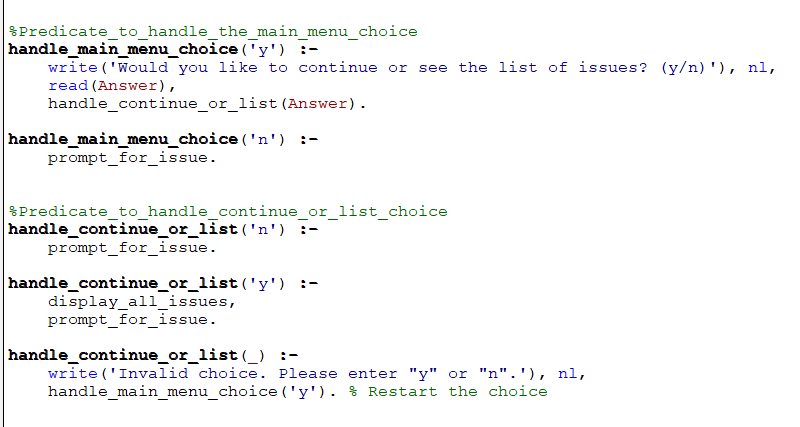 %Predicate_to_handle_the_main_menu_choice
handle_main_menu_choice('y') :-
    write('Would you like to continue or see the list of issues? (y/n)'), nl,
    read(Answer),
    handle_continue_or_list(Answer).

handle_main_menu_choice('n') :-
    prompt_for_issue.


%Predicate_to_handle_continue_or_list_choice
handle_continue_or_list('n') :-
    prompt_for_issue.

handle_continue_or_list('y') :-
    display_all_issues,
    prompt_for_issue.

handle_continue_or_list(_) :-
    write('Invalid choice. Please enter "y" or "n".'), nl,
    handle_main_menu_choice('y'). % Restart the choice